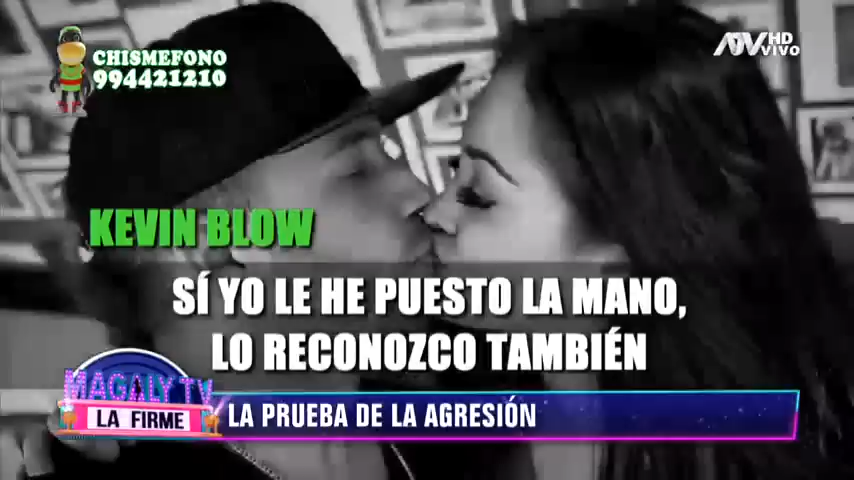 CHISMEFONO
994421210
ATV HD
VIVO
KEVIN BLOW
SÍ YO LE HE PUESTO LA MANO,
LO RECONOZCO TAMBIÉN
MAGALY TV
LA FIRME
LA PRUEBA DE LA AGRESIÓN